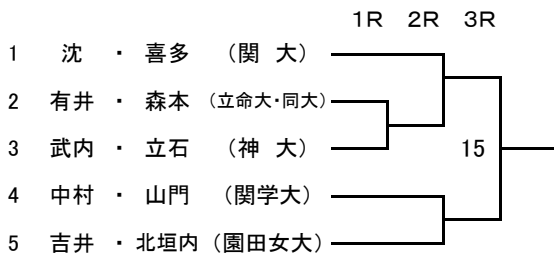 1R 2R 3R
1 沈 ・ 喜多 (関 大)
2 有井 ・ 森本 (立命大・同大)
3 武内 ・ 立石 (神 大) 15
4 中村 ・ 山門 (関学大)
5 吉井 ・ 北垣内 (園田女大)